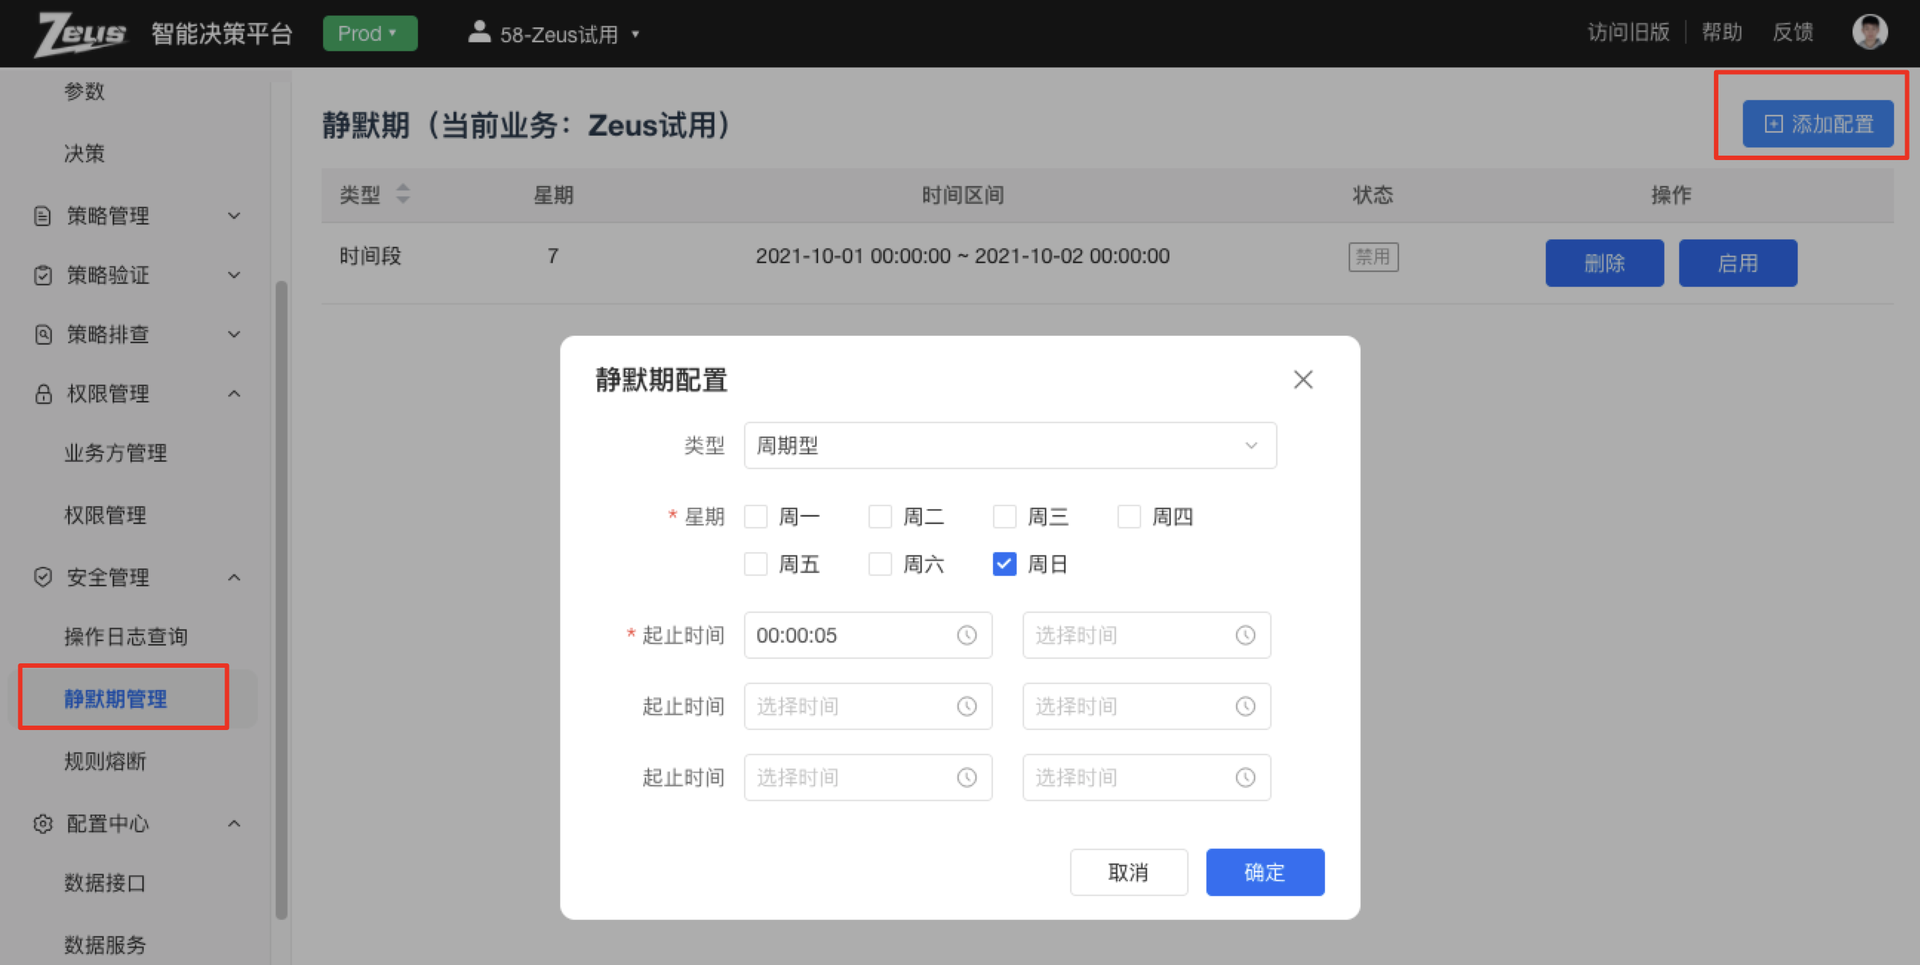 Zeus 智能决策平台 Prod 58-Zeus试用 访问旧版 帮助 反馈
参数
决策
策略管理
策略验证
策略排查
权限管理
业务方管理
权限管理
安全管理
操作日志查询
静默期管理
规则熔断
配置中心
数据接口
数据服务
静默期（当前业务：Zeus试用）
添加配置
类型 星期 时间区间 状态 操作
时间段 7 2021-10-01 00:00:00 ~ 2021-10-02 00:00:00 禁用 删除 启用
静默期配置
类型 周期型
* 星期 周一 周二 周三 周四
周五 周六 周日
* 起止时间 00:00:05 选择时间
起止时间 选择时间 选择时间
起止时间 选择时间 选择时间
取消 确定